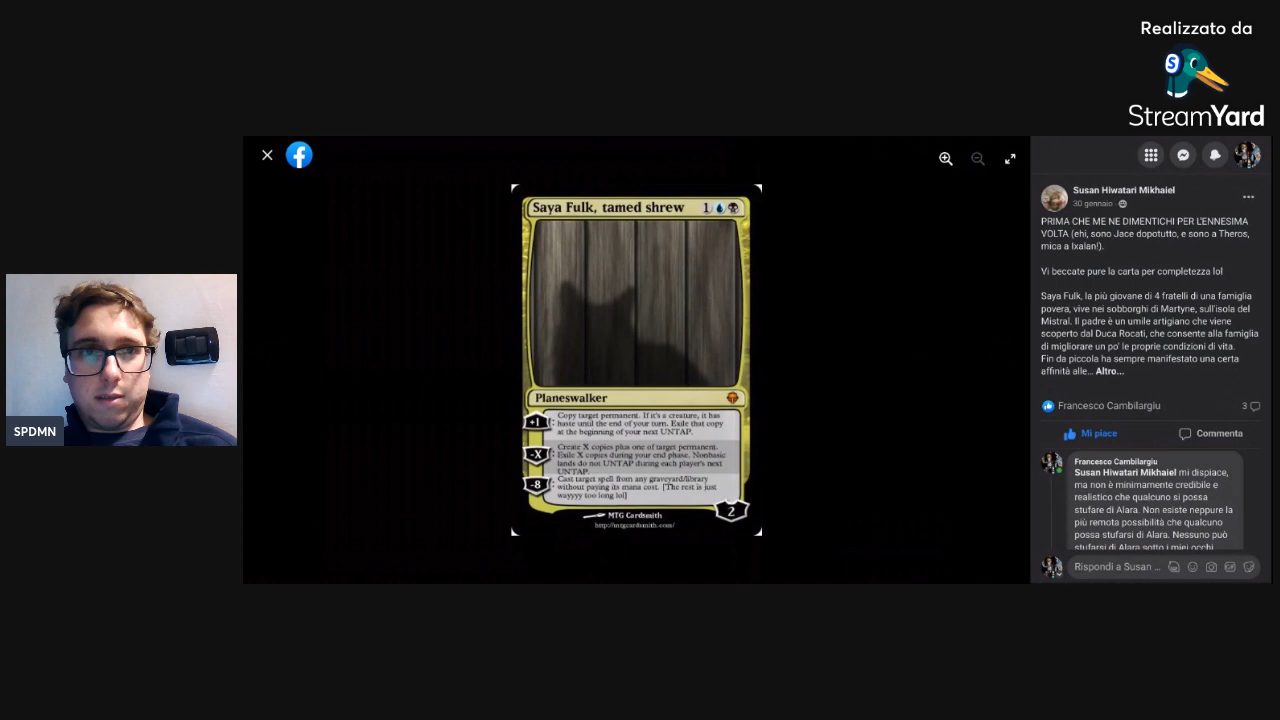 Realizzato da
StreamYard
SPDMN
Saya Fulk, tamed shrew
1
Planeswalker
+1
: Copy target permanent. If it's a creature, it has
haste until the end of your turn. Exile that copy
at the beginning of your next UNTAP.
-X
: Create X copies plus one of target permanent.
Exile X copies during your end phase. Nonbasic
lands do not UNTAP during each player's next
UNTAP.
-8
: Cast target spell from any graveyard/library
without paying its mana cost. [The rest is just
wayyyy too long lol]
2
MTG Cardsmith
http://mtgcardsmith.com/
Susan Hiwatari Mikhaiel
30 gennaio ·
PRIMA CHE ME NE DIMENTICHI PER L'ENNESIMA
VOLTA (ehi, sono Jace dopotutto, e sono a Theros,
mica a Ixalan!).
Vi beccate pure la carta per completezza lol
Saya Fulk, la più giovane di 4 fratelli di una famiglia
povera, vive nei sobborghi di Martyne, sull'isola del
Mistral. Il padre è un umile artigiano che viene
scoperto dal Duca Rocati, che consente alla famiglia
di migliorare un po' le proprie condizioni di vita.
Fin da piccola ha sempre manifestato una certa
affinità alle... Altro...
Francesco Cambilargiu
3
Mi piace
Commenta
Francesco Cambilargiu
Susan Hiwatari Mikhaiel mi dispiace,
ma non è minimamente credibile e
realistico che qualcuno si possa
stufare di Alara. Non esiste neppure la
più remota possibilità che qualcuno
possa stufarsi di Alara. Nessuno può
stufarsi di Alara sotto i miei occhi
Rispondi a Susan ...
GIF